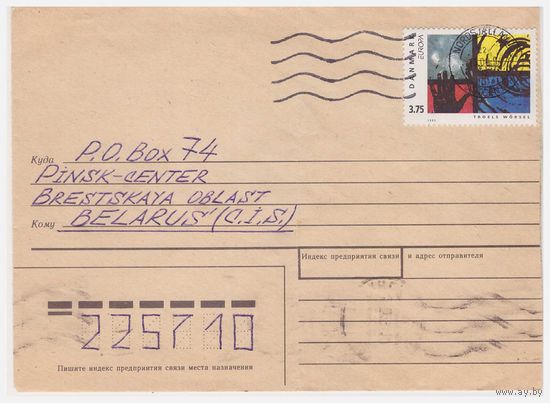 DANMARK
EUROPA
3.75
1993
TROELS WÖRSEL
Куда P.O. BOX 74
PINSK-CENTER
BRESTSKAYA OBLAST
Кому BELARUS' (C.I.S.)
Индекс предприятия связи и адрес отправителя
225710
Пишите индекс предприятия связи места назначения
www.ay.by